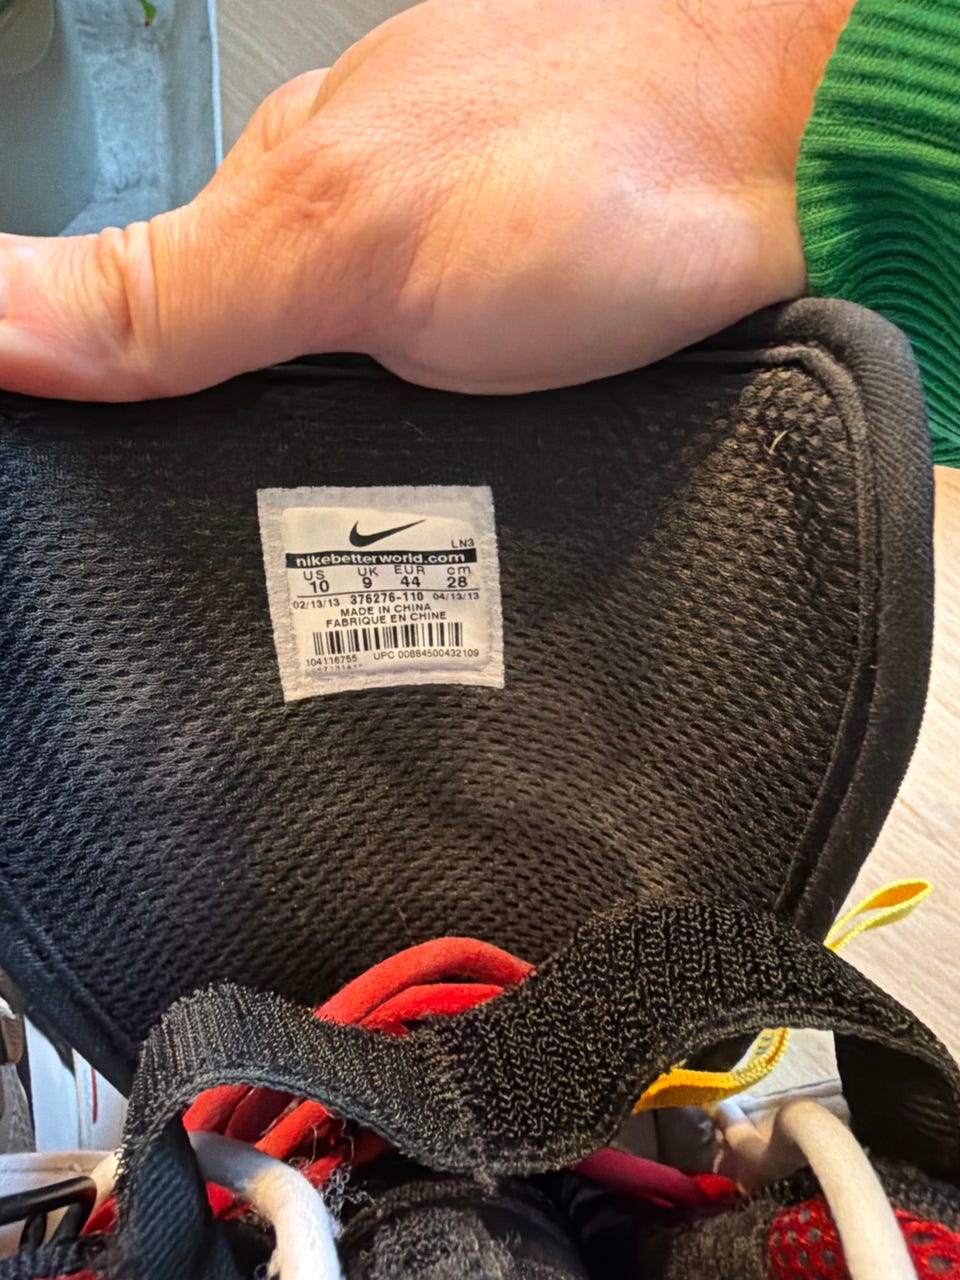 LN3
nikebetterworld.com
US UK EUR cm
10 9 44 28
02/13/13 376276-110 04/13/13
MADE IN CHINA
FABRIQUE EN CHINE
104116755 UPC 00884500432109